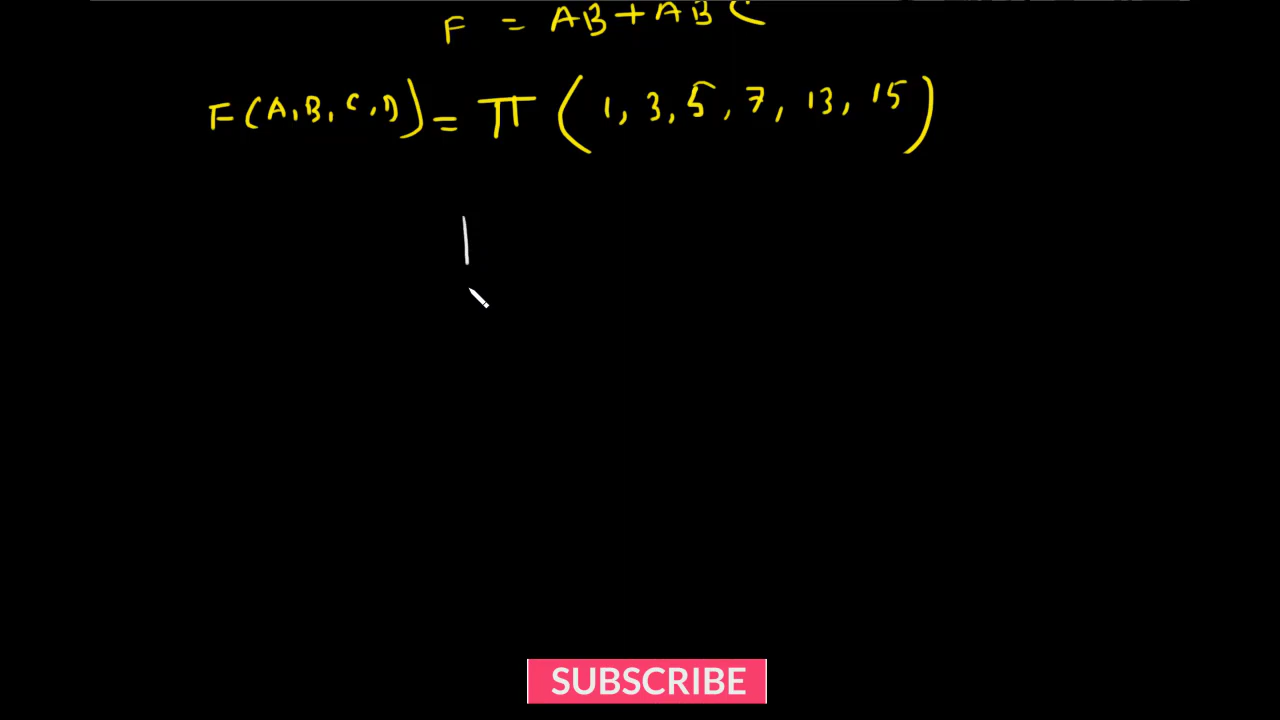 F = AB + AB C
F(A, B, C, D) = π (1, 3, 5, 7, 13, 15)
SUBSCRIBE